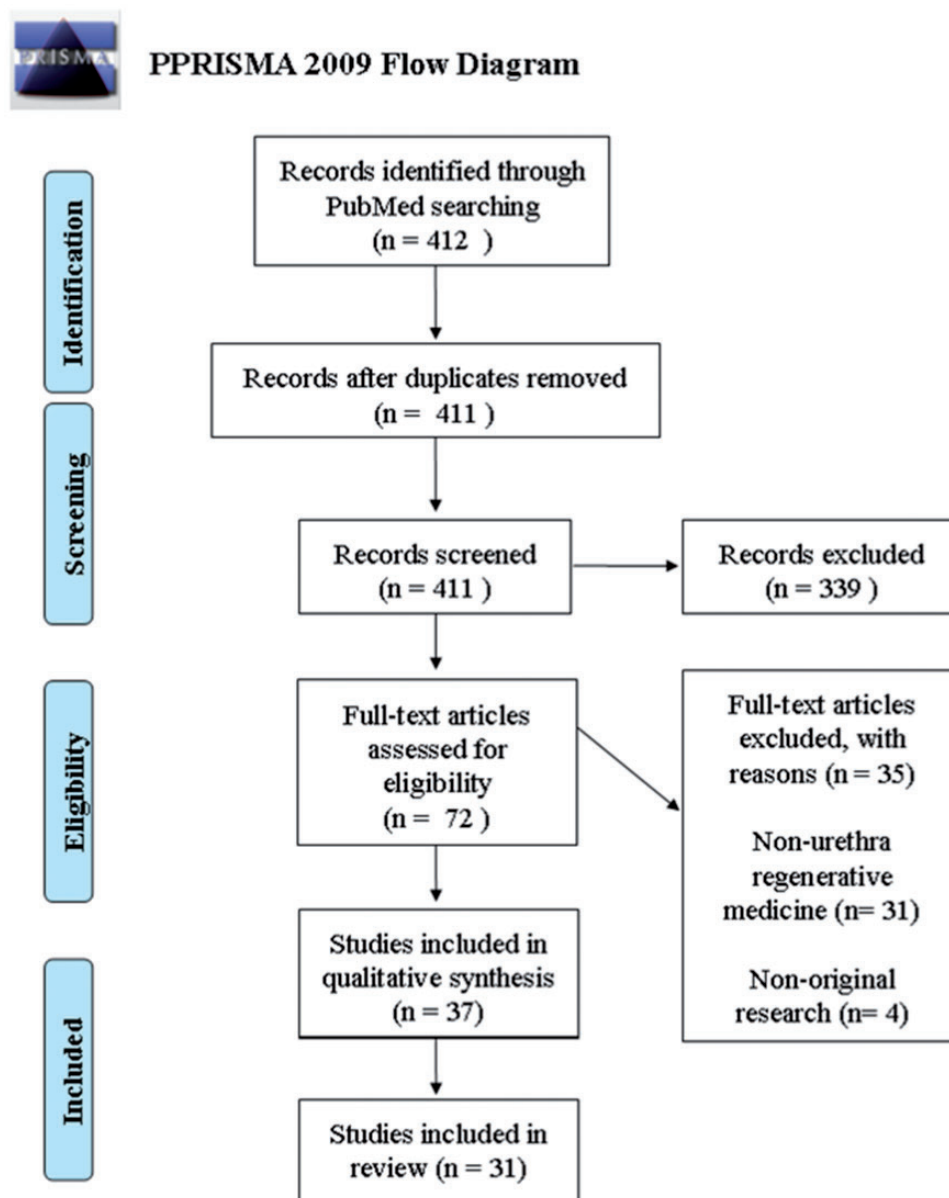 PRISMA
PPRISMA 2009 Flow Diagram
Identification
Records identified through
PubMed searching
(n = 412 )
Records after duplicates removed
(n = 411 )
Screening
Records screened
(n = 411 )
Records excluded
(n = 339 )
Eligibility
Full-text articles
assessed for
eligibility
(n = 72 )
Full-text articles
excluded, with
reasons (n = 35)
Non-urethra
regenerative
medicine (n= 31)
Non-original
research (n= 4)
Included
Studies included in
qualitative synthesis
(n = 37)
Studies included in
review (n = 31)